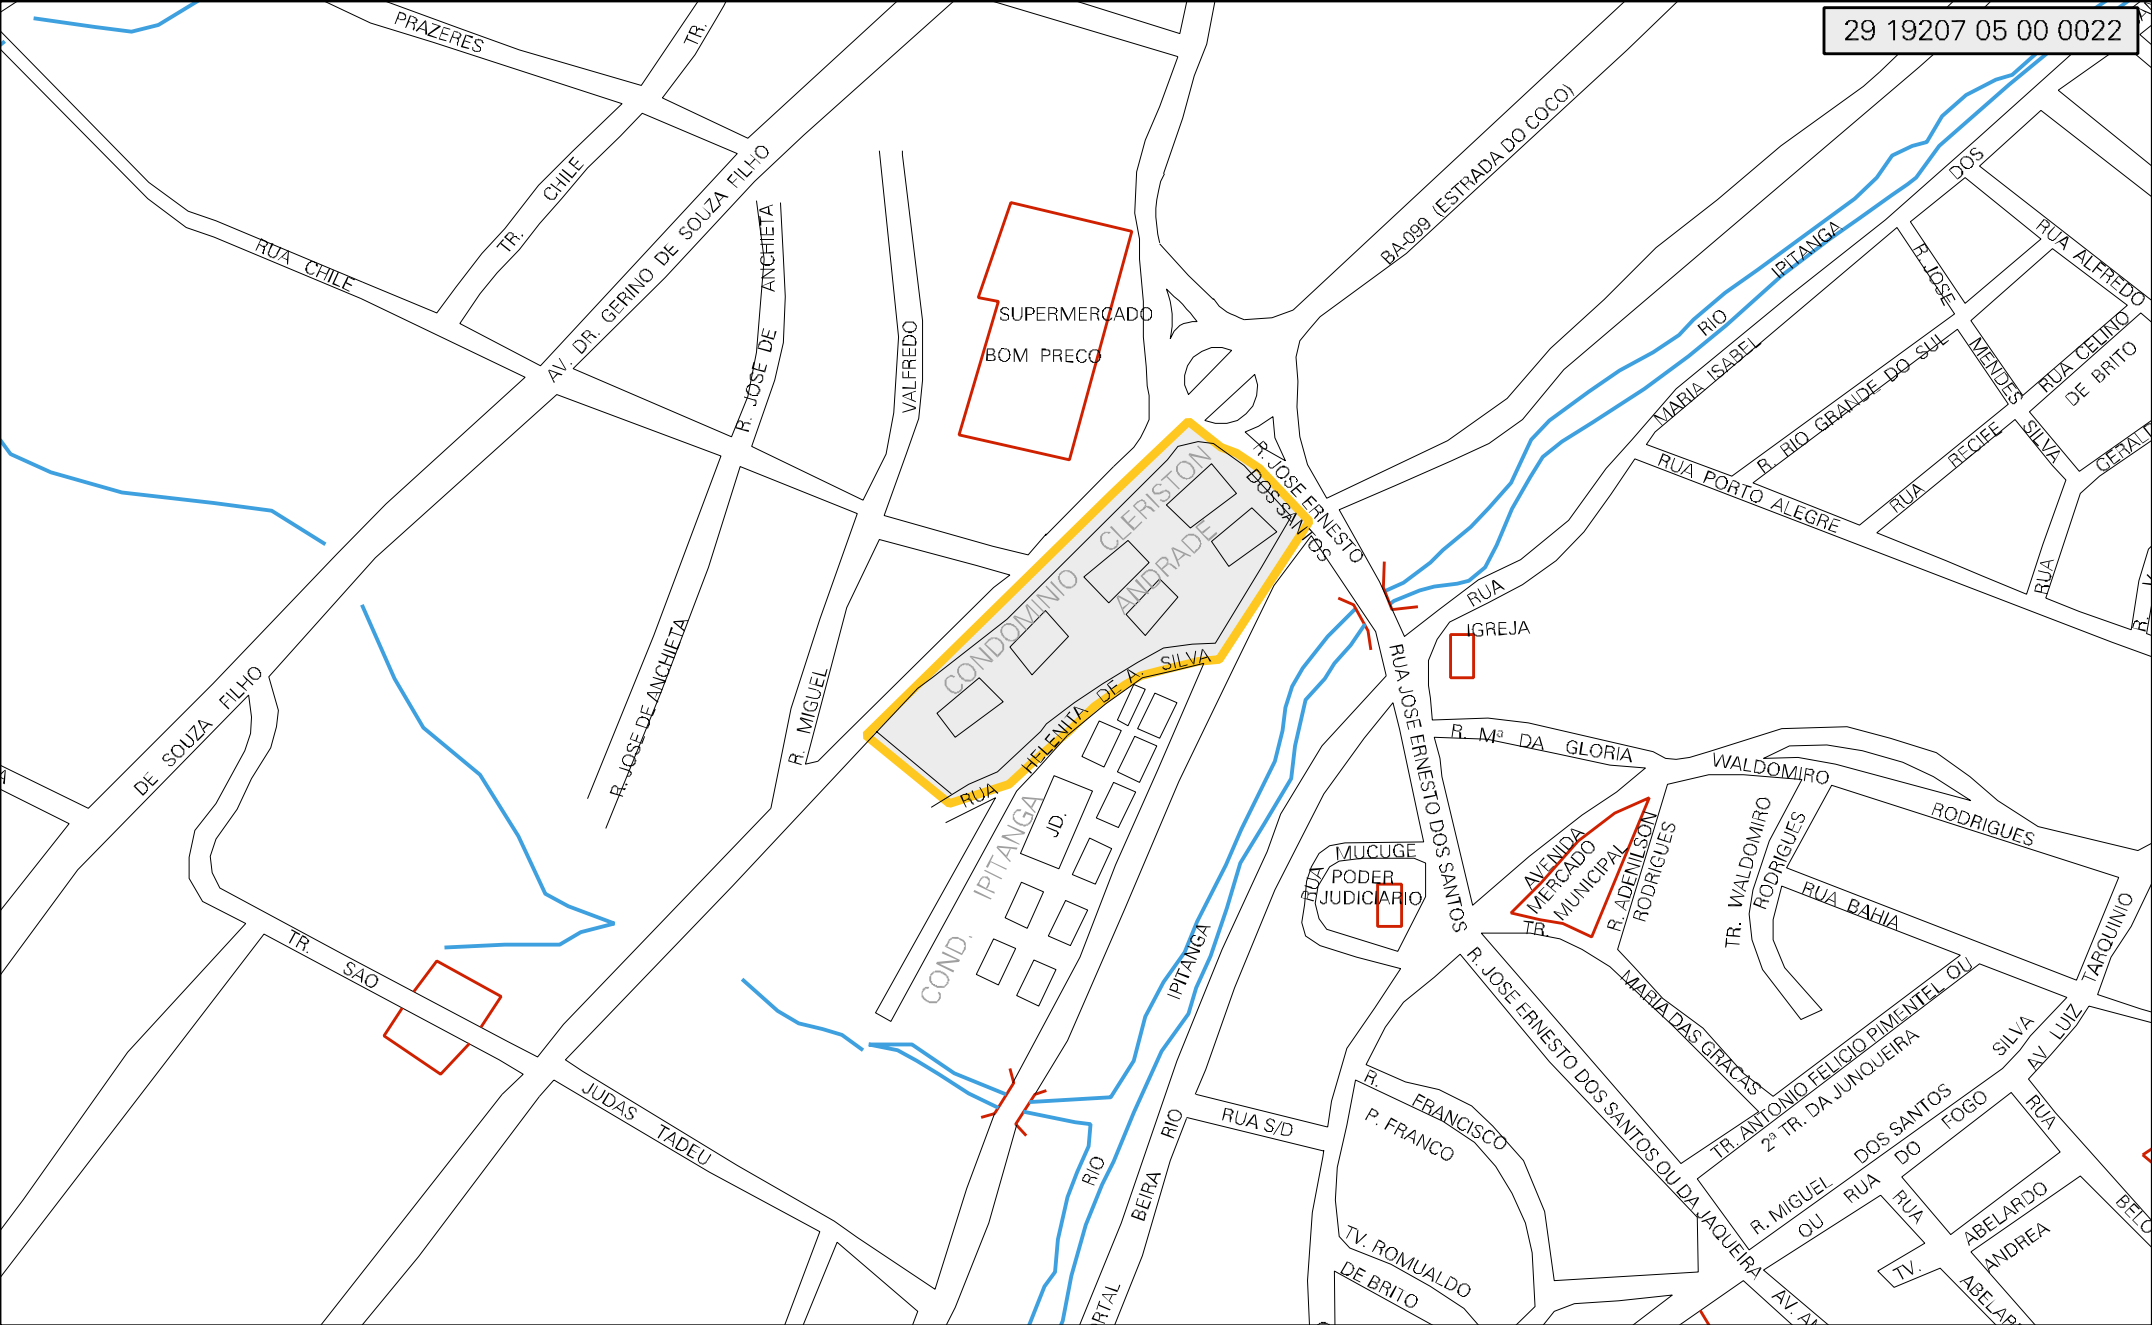 29 19207 05 00 0022
PRAZERES
TR.
TR. CHILE
RUA CHILE
AV. DR. GERINO DE SOUZA FILHO
R. JOSE DE ANCHIETA
VALFREDO
SUPERMERCADO
BOM PRECO
BA-099 (ESTRADA DO COCO)
DOS
RIO IPITANGA
MARIA ISABEL
R. JOSE MENDES SILVA
RUA ALFREDO
RUA CELINO
DE BRITO
R. RIO GRANDE DO SUL
RUA RECIFE
RUA PORTO ALEGRE
RUA
R. JOSE ERNESTO
DOS SANTOS
CONDOMINIO CLERISTON
ANDRADE
RUA HELENITA DE A. SILVA
R. JOSE DE ANCHIETA
R. MIGUEL
DE SOUZA FILHO
RUA
IGREJA
RUA JOSE ERNESTO DOS SANTOS
R. Mª DA GLORIA
WALDOMIRO
RODRIGUES
JD.
COND. IPITANGA
MUCUGE
RUA
PODER
JUDICIARIO
AVENIDA
MERCADO
MUNICIPAL
R. ADENILSON
RODRIGUES
TR. WALDOMIRO
RODRIGUES
RUA BAHIA
TARQUINIO
TR.
MARIA DAS GRACAS
TR. SAO
JUDAS TADEU
IPITANGA
RIO
R. JOSE ERNESTO DOS SANTOS OU DA JAQUEIRA
TR. ANTONIO FELICIO PIMENTEL OU
2ª TR. DA JUNQUEIRA
SILVA
AV LUIZ
R. MIGUEL DOS SANTOS
OU RUA DO FOGO
RUA
RUA
ABELARDO
ANDREA
TV.
R. FRANCISCO
P. FRANCO
RUA S/D
BEIRA RIO
TV. ROMUALDO
DE BRITO